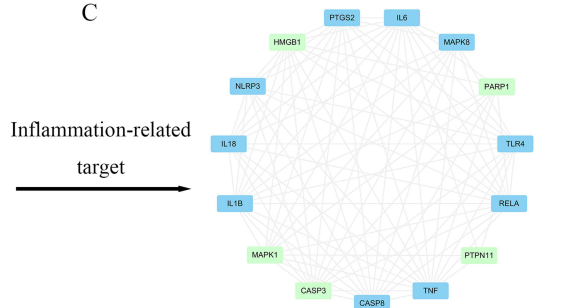 C
PTGS2
IL6
HMGB1
MAPK8
NLRP3
PARP1
Inflammation-related
target
IL18
TLR4
IL1B
RELA
MAPK1
PTPN11
CASP3
TNF
CASP8